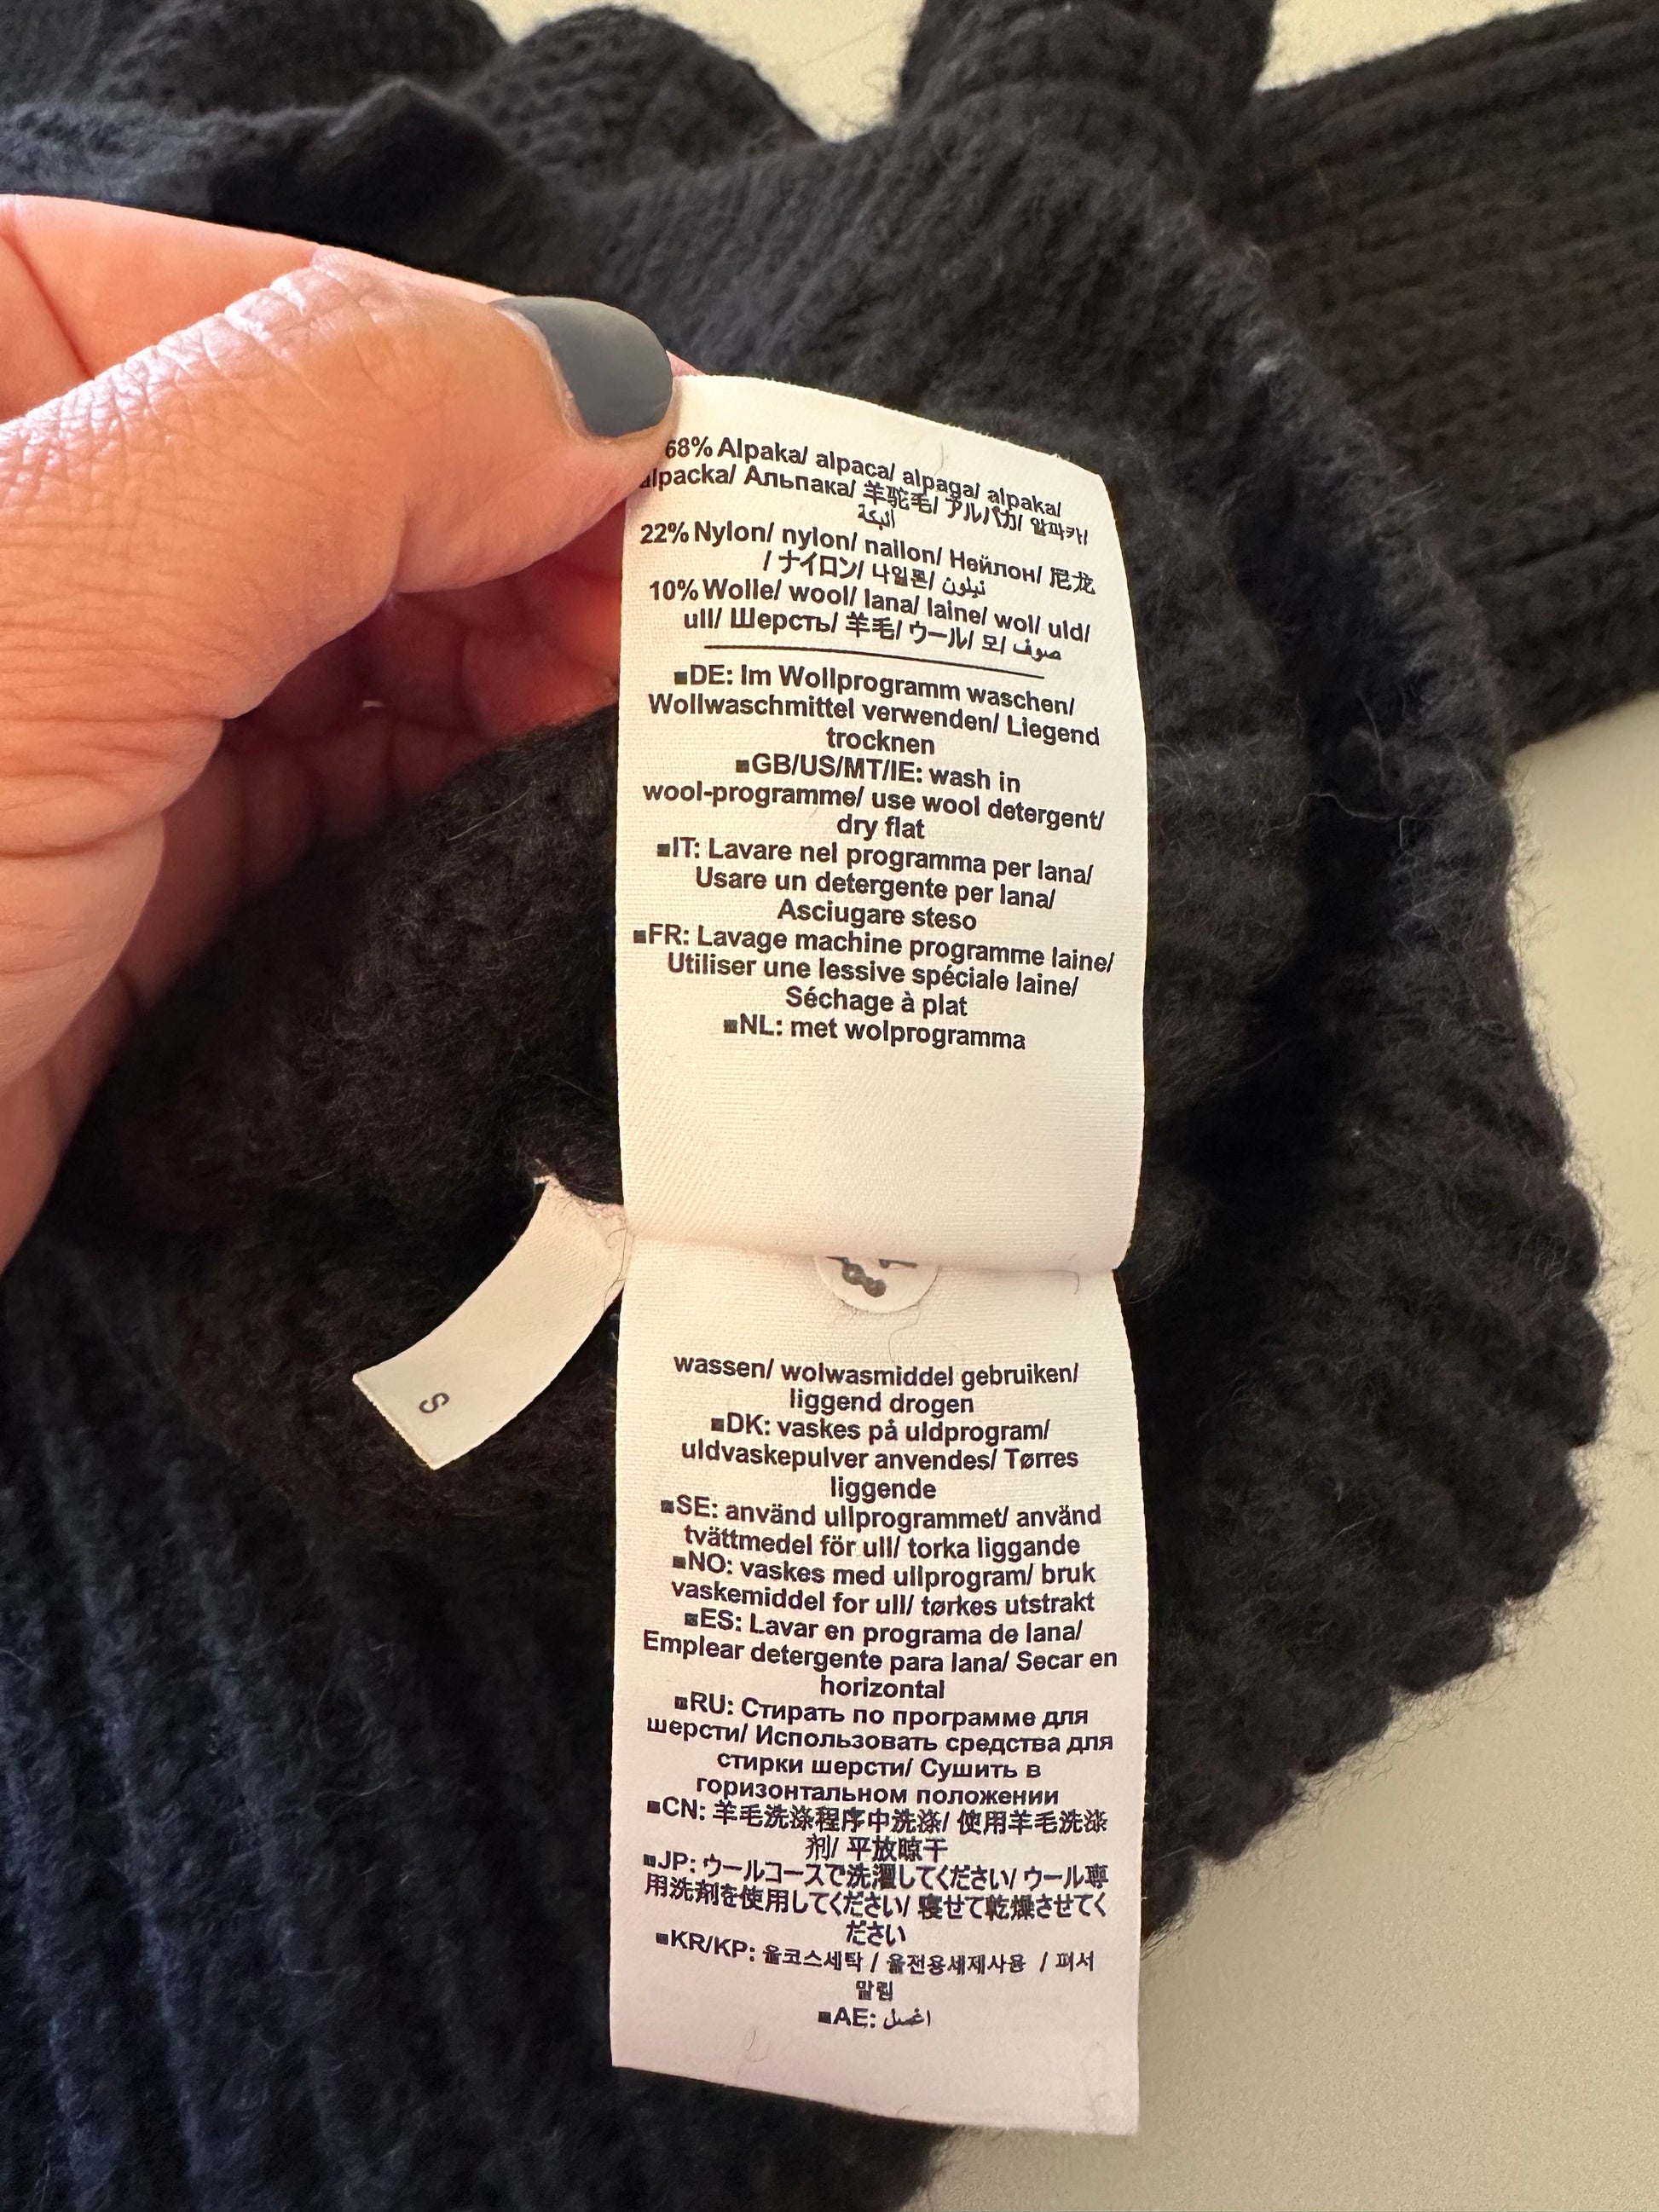 68% Alpaka/ alpaca/ alpaga/ alpaka/
alpacka/ Альпака/ 羊驼毛/ アルパカ/ 알파카/
ألبكة
22% Nylon/ nylon/ nailon/ Нейлон/ 尼龙
/ ナイロン/ 나일론/ نيلون
10% Wolle/ wool/ lana/ laine/ wol/ uld/
ull/ Шерсть/ 羊毛/ ウール/ 모/ صوف
■DE: Im Wollprogramm waschen/
Wollwaschmittel verwenden/ Liegend
trocknen
■GB/US/MT/IE: wash in
wool-programme/ use wool detergent/
dry flat
■IT: Lavare nel programma per lana/
Usare un detergente per lana/
Asciugare steso
■FR: Lavage machine programme laine/
Utiliser une lessive spéciale laine/
Séchage à plat
■NL: met wolprogramma
wassen/ wolwasmiddel gebruiken/
liggend drogen
■DK: vaskes på uldprogram/
uldvaskepulver anvendes/ Tørres
liggende
■SE: använd ullprogrammet/ använd
tvättmedel för ull/ torka liggande
■NO: vaskes med ullprogram/ bruk
vaskemiddel for ull/ tørkes utstrakt
■ES: Lavar en programa de lana/
Emplear detergente para lana/ Secar en
horizontal
■RU: Стирать по программе для
шерсти/ Использовать средства для
стирки шерсти/ Сушить в
горизонтальном положении
■CN: 羊毛洗涤程序中洗涤/ 使用羊毛洗涤
剂/ 平放晾干
■JP: ウールコースで洗濯してください/ ウール専
用洗剤を使用してください/ 寝せて乾燥させてく
ださい
■KR/KP: 울코스세탁 / 울전용세제사용 / 펴서
말림
■AE: اغسل
S